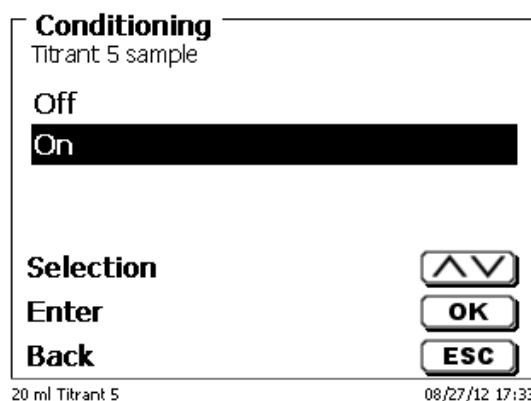 Conditioning
Titrant 5 sample
Off
On
Selection
Enter OK
Back ESC
20 ml Titrant 5 08/27/12 17:33